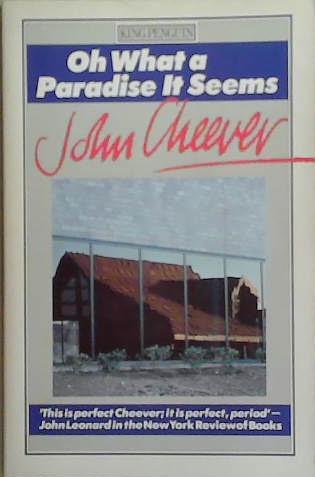 KING PENGUIN
Oh What a
Paradise It Seems
John Cheever
'This is perfect Cheever; it is perfect, period' –
John Leonard in the New York Review of Books